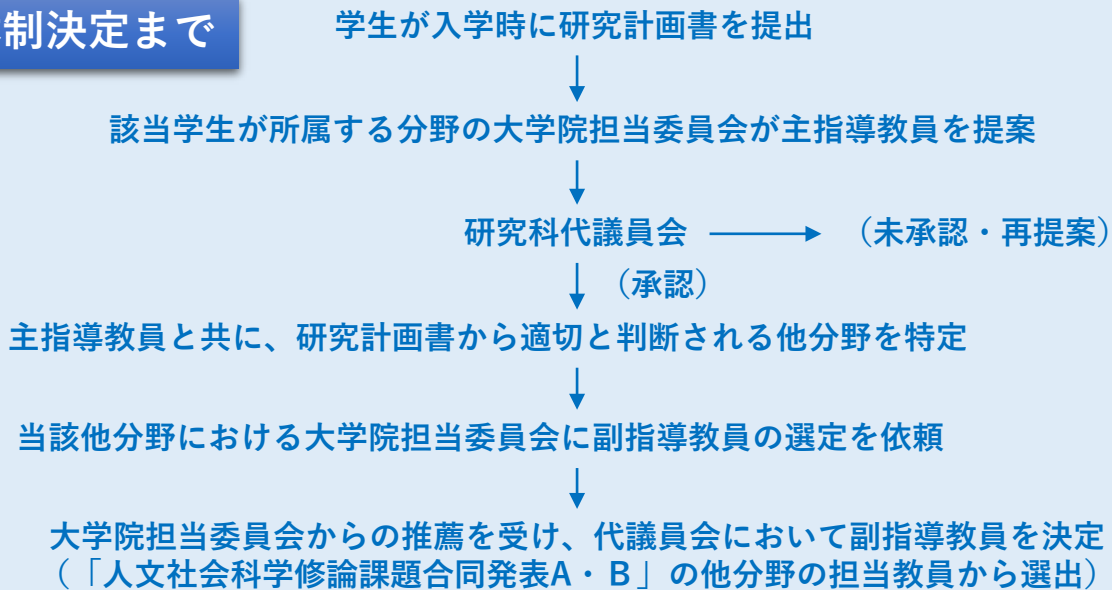 制決定まで
学生が入学時に研究計画書を提出
該当学生が所属する分野の大学院担当委員会が主指導教員を提案
研究科代議員会 （未承認・再提案）
（承認）
主指導教員と共に、研究計画書から適切と判断される他分野を特定
当該他分野における大学院担当委員会に副指導教員の選定を依頼
大学院担当委員会からの推薦を受け、代議員会において副指導教員を決定
（「人文社会科学修論課題合同発表A・B」の他分野の担当教員から選出）